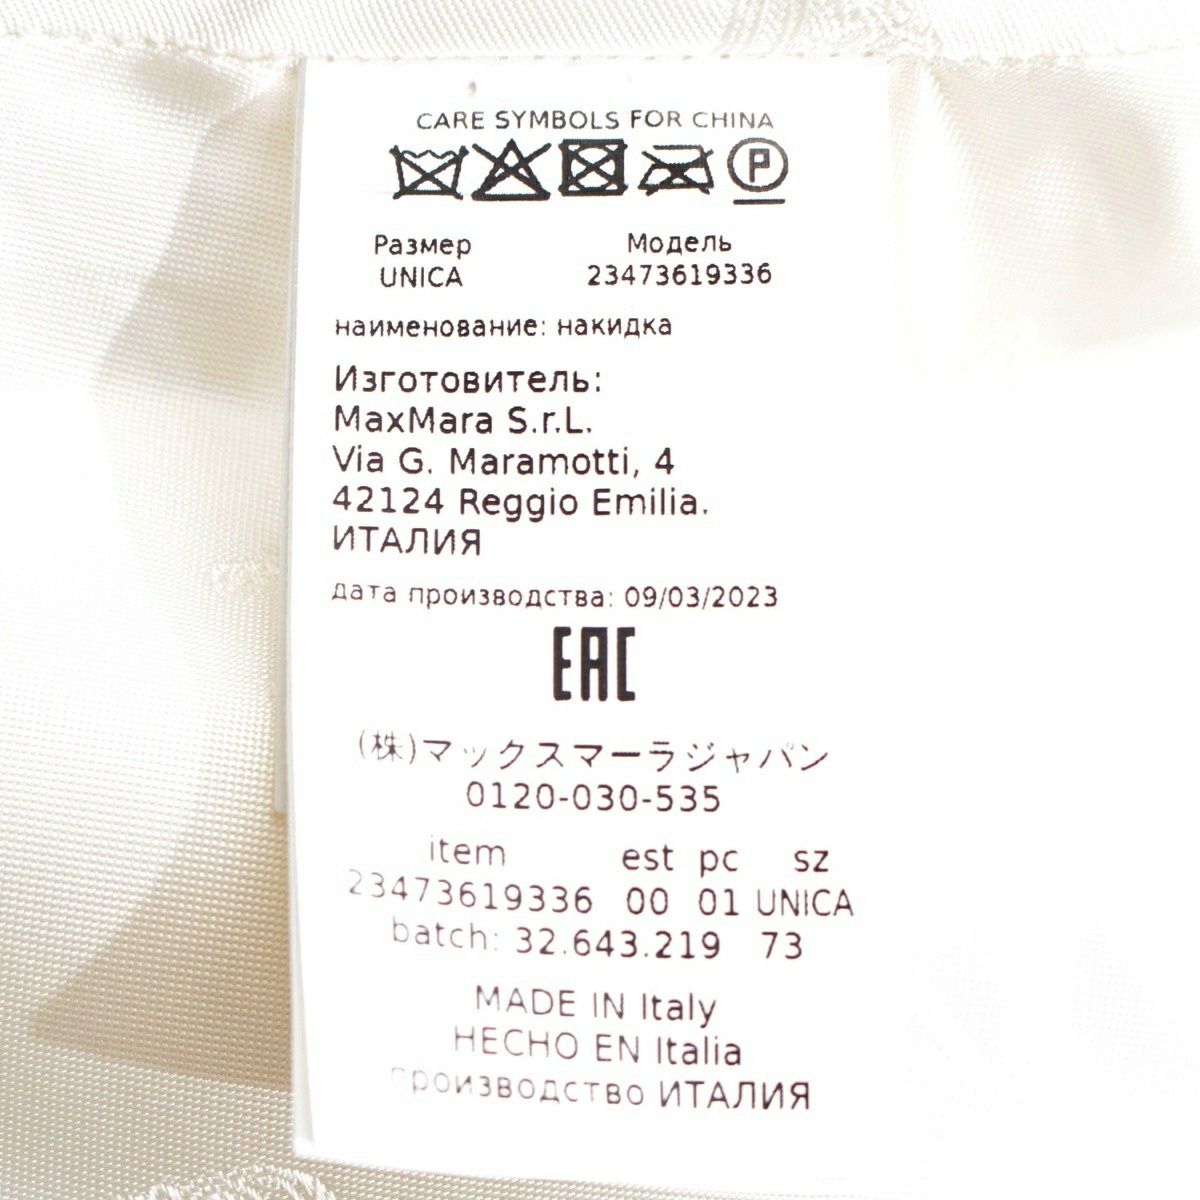 CARE SYMBOLS FOR CHINA
P
Размер Модель
UNICA 23473619336
наименование: накидка
Изготовитель:
MaxMara S.r.L.
Via G. Maramotti, 4
42124 Reggio Emilia.
ИТАЛИЯ
дата производства: 09/03/2023
EAC
(株)マックスマーラジャパン
0120-030-535
item est pc sz
23473619336 00 01 UNICA
batch: 32.643.219 73
MADE IN Italy
HECHO EN Italia
производство ИТАЛИЯ